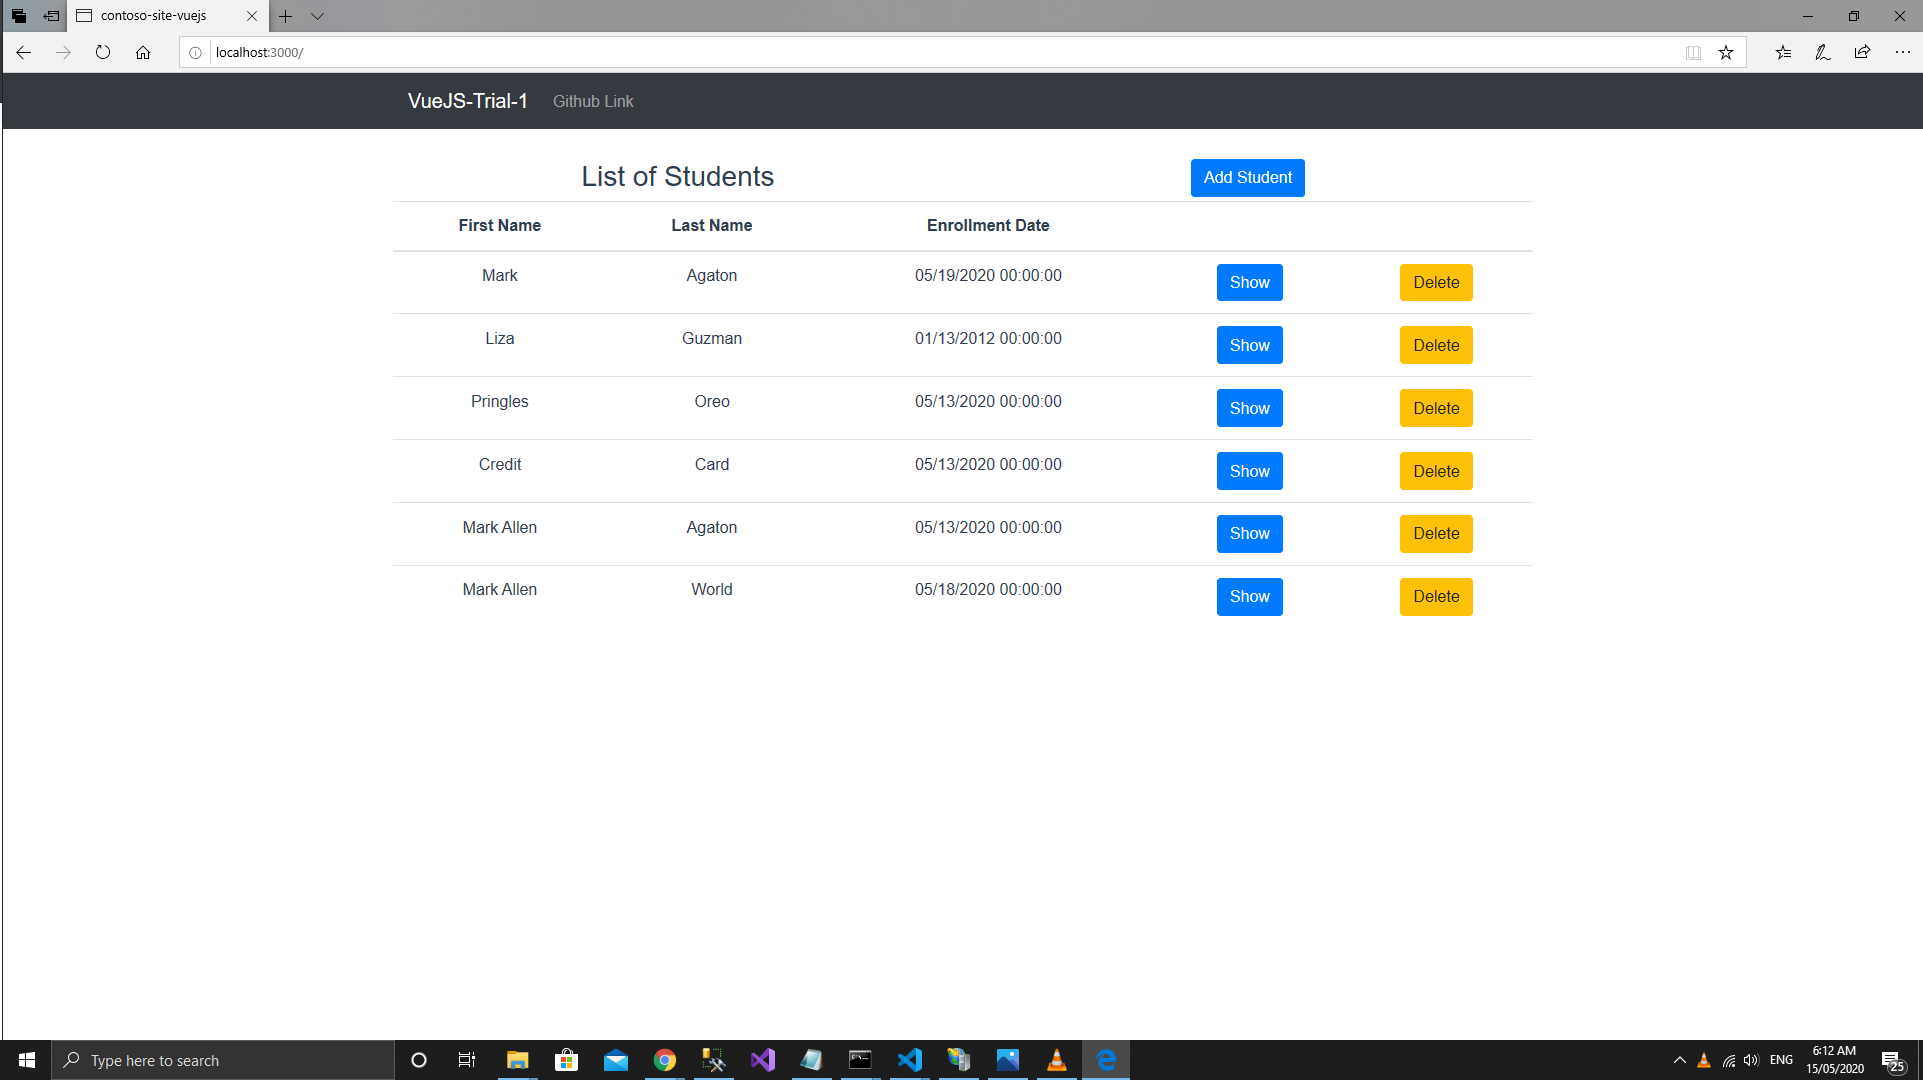 contoso-site-vuejs
localhost:3000/
VueJS-Trial-1 Github Link
List of Students Add Student
First Name Last Name Enrollment Date
Mark Agaton 05/19/2020 00:00:00 Show Delete
Liza Guzman 01/13/2012 00:00:00 Show Delete
Pringles Oreo 05/13/2020 00:00:00 Show Delete
Credit Card 05/13/2020 00:00:00 Show Delete
Mark Allen Agaton 05/13/2020 00:00:00 Show Delete
Mark Allen World 05/18/2020 00:00:00 Show Delete
Type here to search
ENG
6:12 AM
15/05/2020
25